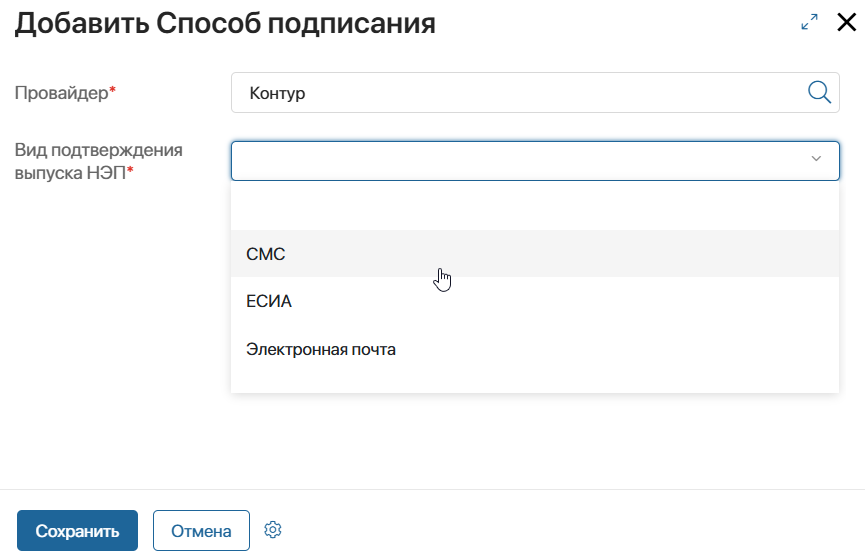 Добавить Способ подписания
Провайдер*
Контур
Вид подтверждения
выпуска НЭП*
СМС
ЕСИА
Электронная почта
Сохранить
Отмена